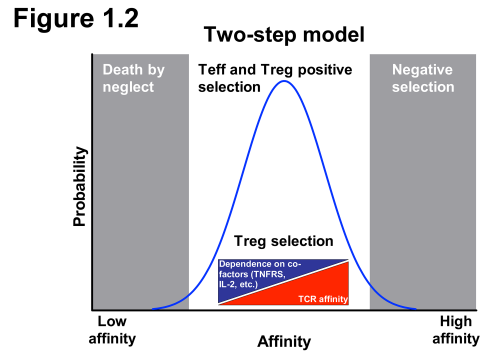 Figure 1.2
Two-step model
Death by
neglect
Teff and Treg positive
selection
Negative
selection
Probability
Treg selection
Dependence on co-
factors (TNFRS,
IL-2, etc.)
TCR affinity
Low
affinity
Affinity
High
affinity